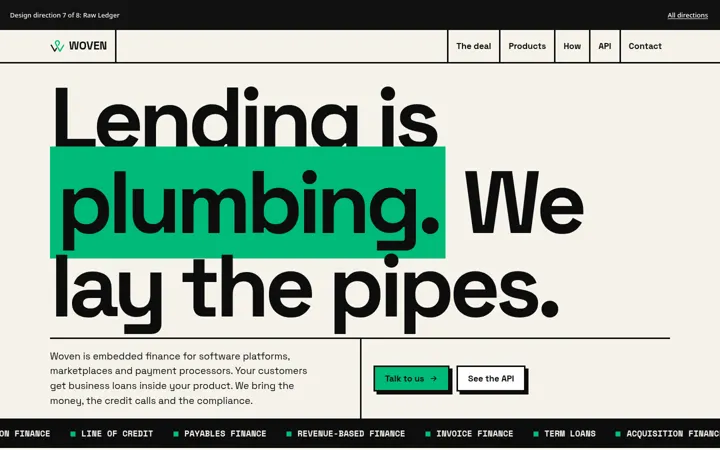 Design direction 7 of 8: Raw Ledger
All directions
WOVEN
The deal
Products
How
API
Contact
Lending is
plumbing. We
lay the pipes.
Woven is embedded finance for software platforms,
marketplaces and payment processors. Your customers
get business loans inside your product. We bring the
money, the credit calls and the compliance.
Talk to us →
See the API
ON FINANCE ■ LINE OF CREDIT ■ PAYABLES FINANCE ■ REVENUE-BASED FINANCE ■ INVOICE FINANCE ■ TERM LOANS ■ ACQUISITION FINANC